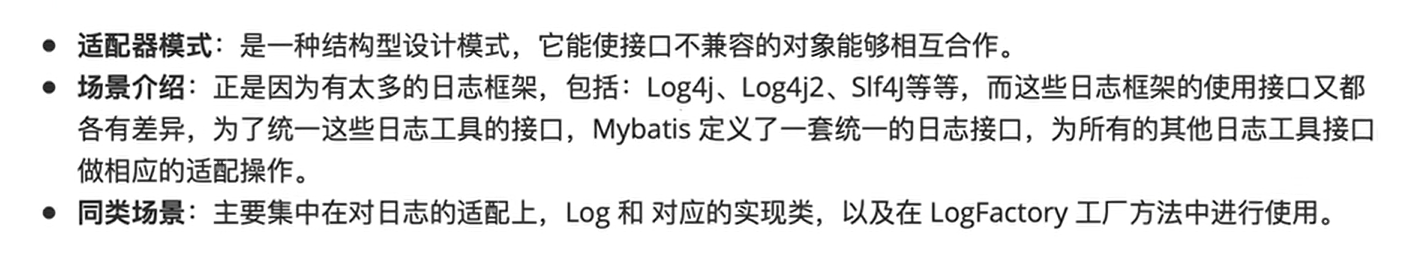 ● 适配器模式：是一种结构型设计模式，它能使接口不兼容的对象能够相互合作。
● 场景介绍：正是因为有太多的日志框架，包括：Log4j、Log4j2、Slf4J等等，而这些日志框架的使用接口又都
各有差异，为了统一这些日志工具的接口，Mybatis 定义了一套统一的日志接口，为所有的其他日志工具接口
做相应的适配操作。
● 同类场景：主要集中在对日志的适配上，Log 和 对应的实现类，以及在 LogFactory 工厂方法中进行使用。